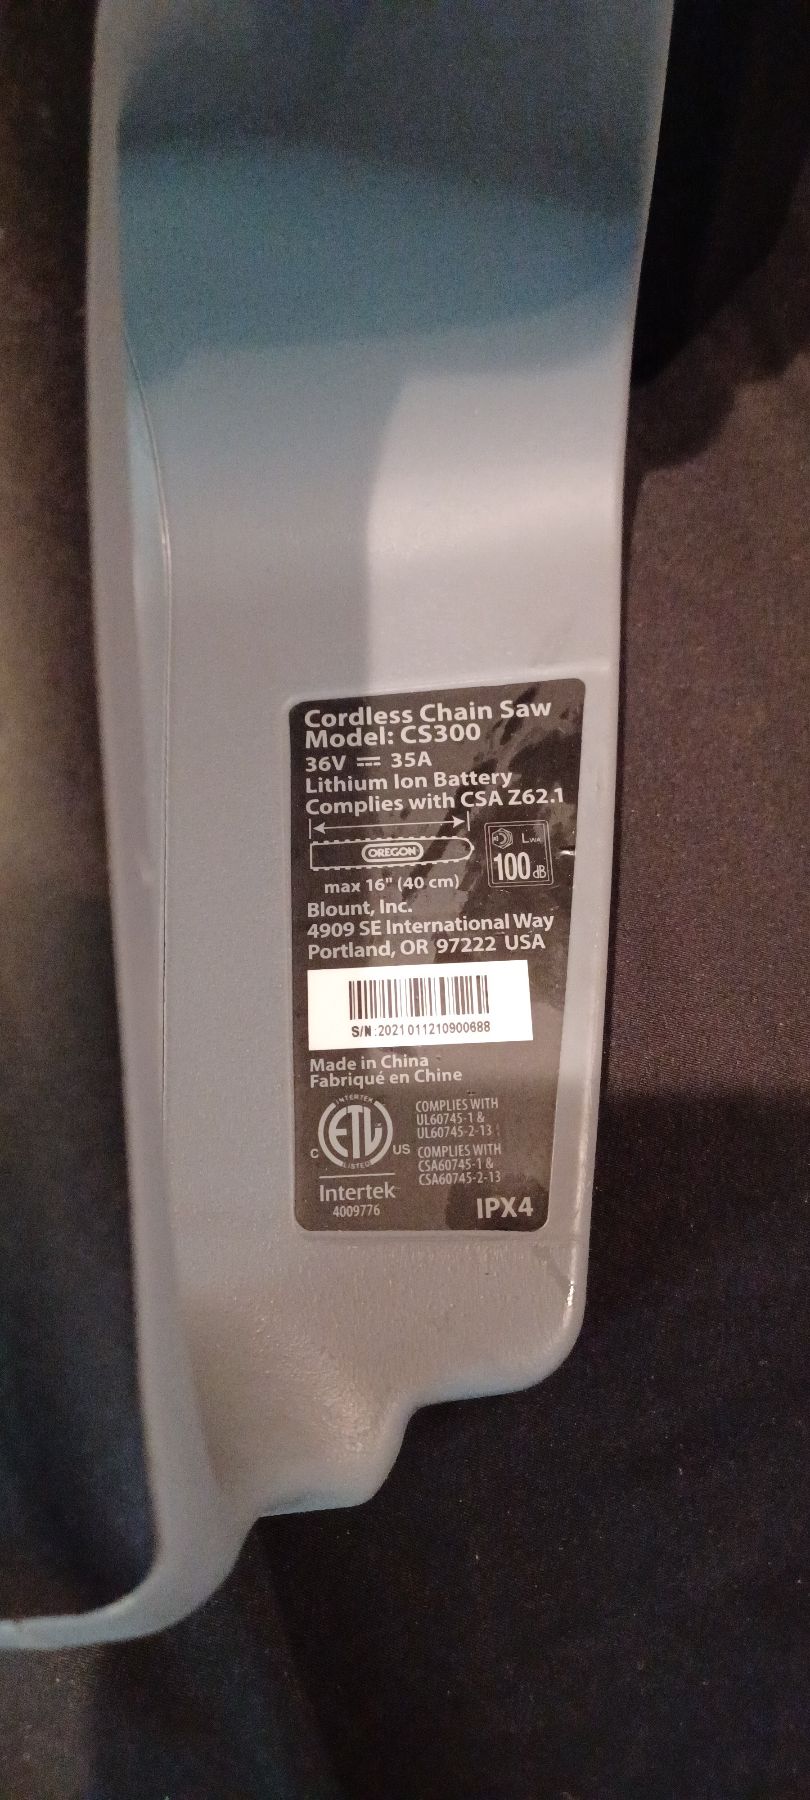 Cordless Chain Saw
Model: CS300
36V ⎓ 35A
Lithium Ion Battery
Complies with CSA Z62.1
OREGON
max 16" (40 cm)
LWA
100 dB
Blount, Inc.
4909 SE International Way
Portland, OR 97222 USA
S/N:2021011210900688
Made in China
Fabriqué en Chine
INTERTEK
ETL
LISTED
C US
Intertek
4009776
COMPLIES WITH
UL60745-1 &
UL60745-2-13
COMPLIES WITH
CSA60745-1 &
CSA60745-2-13
IPX4